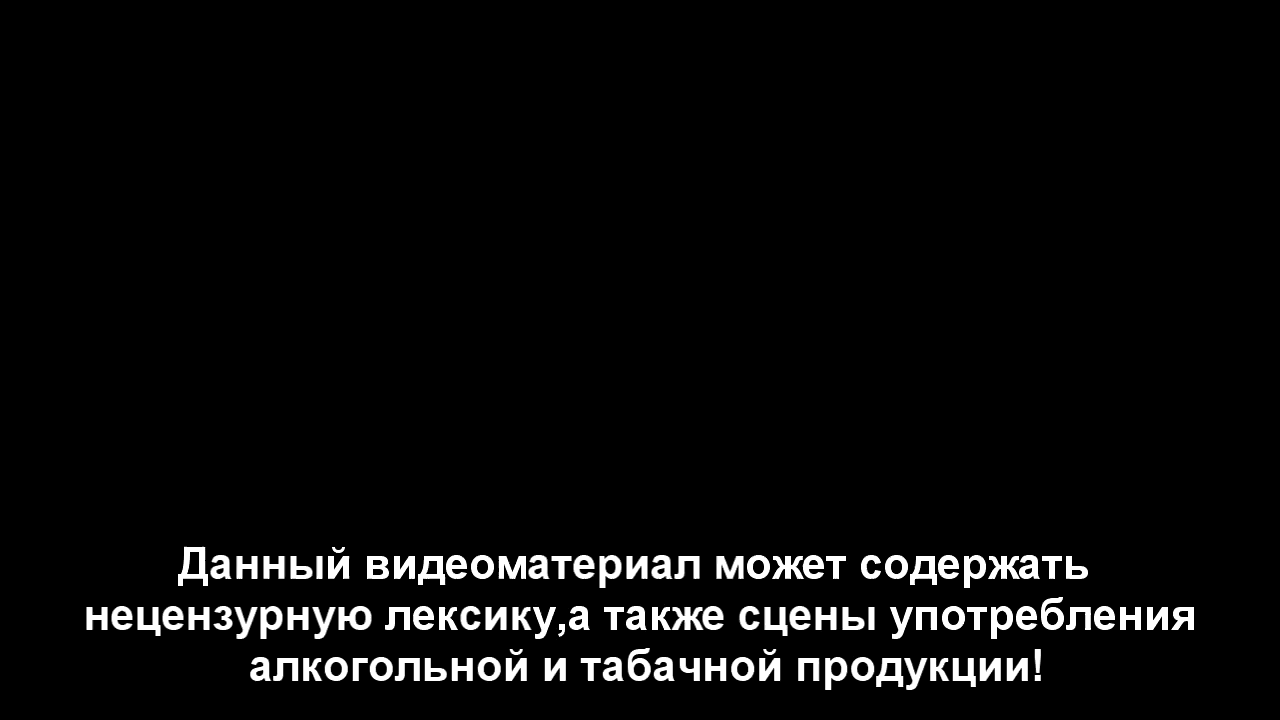 Данный видеоматериал может содержать
нецензурную лексику,а также сцены употребления
алкогольной и табачной продукции!